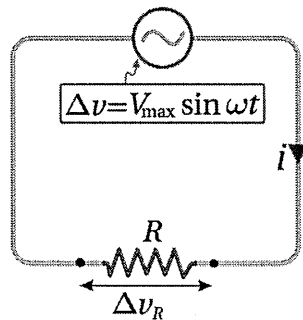 Δv=V_max sin ωt
i
R
Δv_R